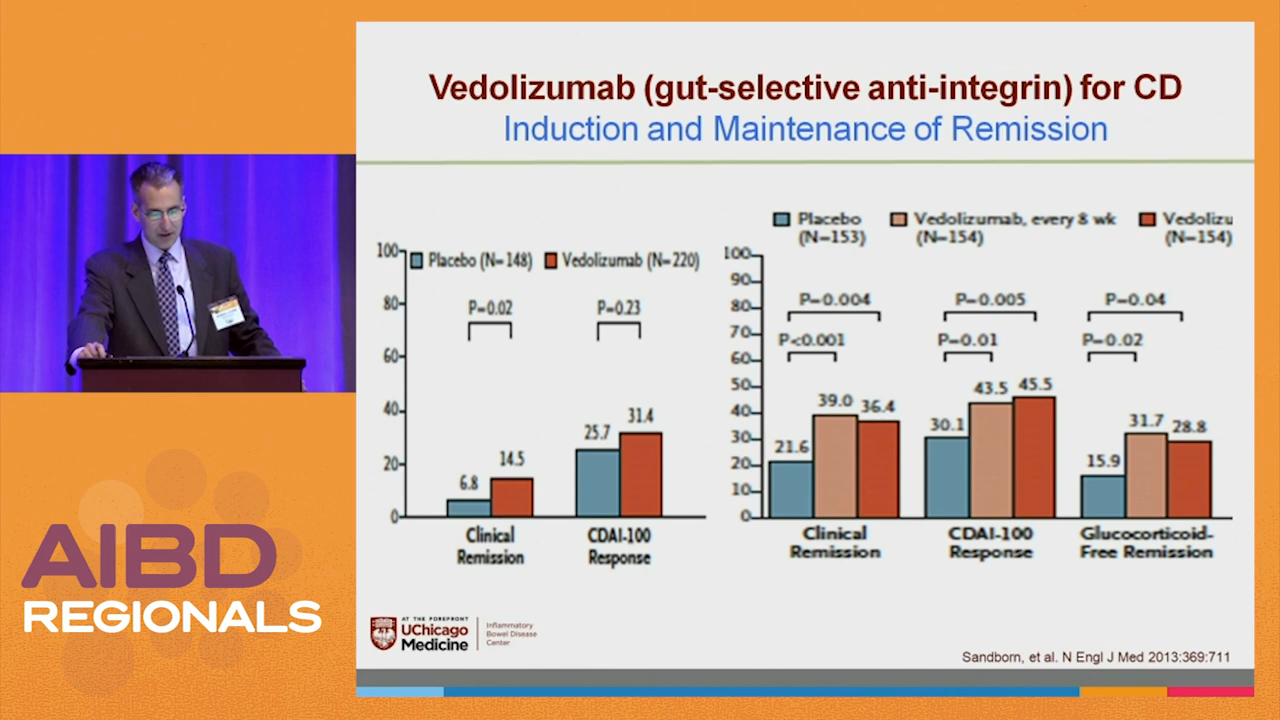 Vedolizumab (gut-selective anti-integrin) for CD
Induction and Maintenance of Remission
Placebo (N=148) Vedolizumab (N=220)
100
80
60
40
20
0
P=0.02
P=0.23
6.8
14.5
25.7
31.4
Clinical
Remission
CDAI-100
Response
Placebo
(N=153)
Vedolizumab, every 8 wk
(N=154)
Vedolizu
(N=154)
100
90
80
70
60
50
40
30
20
10
0
P=0.004
P<0.001
P=0.005
P=0.01
P=0.04
P=0.02
21.6
39.0
36.4
30.1
43.5
45.5
15.9
31.7
28.8
Clinical
Remission
CDAI-100
Response
Glucocorticoid-
Free Remission
AIBD
REGIONALS
AT THE FOREFRONT
UChicago
Medicine
Inflammatory
Bowel Disease
Center
Sandborn, et al. N Engl J Med 2013:369:711